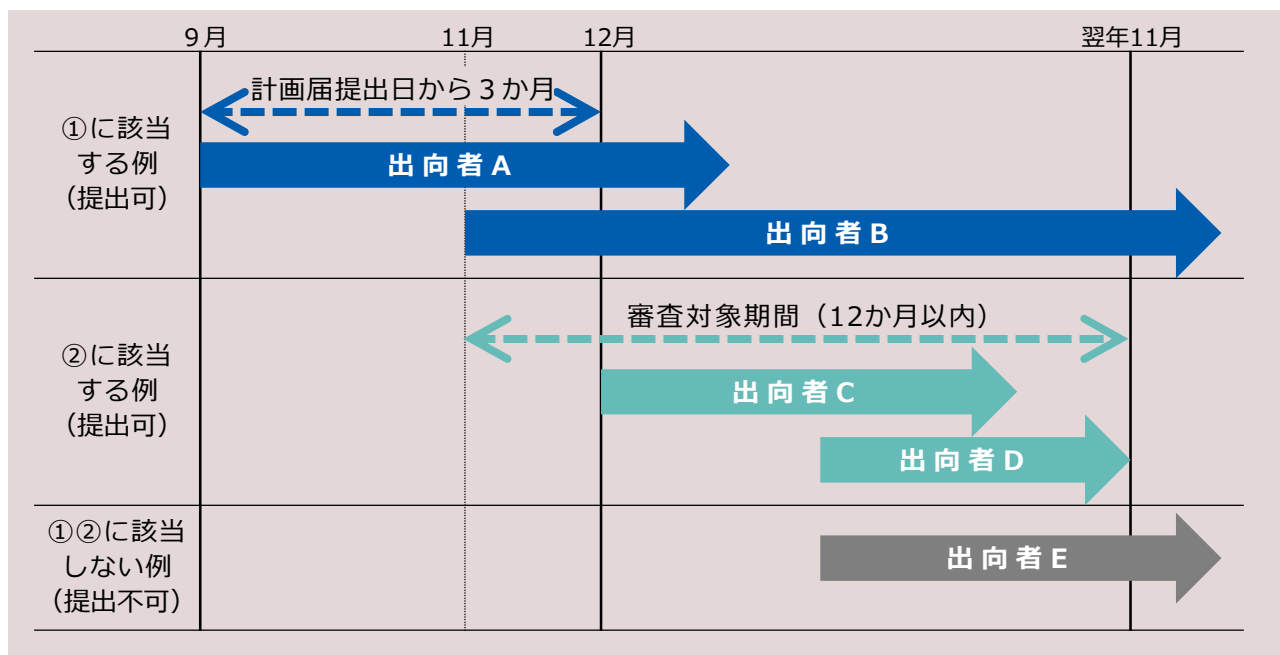 9月
11月
12月
翌年11月
①に該当
する例
（提出可）
計画届提出日から３か月
出向者A
出向者B
②に該当
する例
（提出可）
審査対象期間（12か月以内）
出向者C
出向者D
①②に該当
しない例
（提出不可）
出向者E